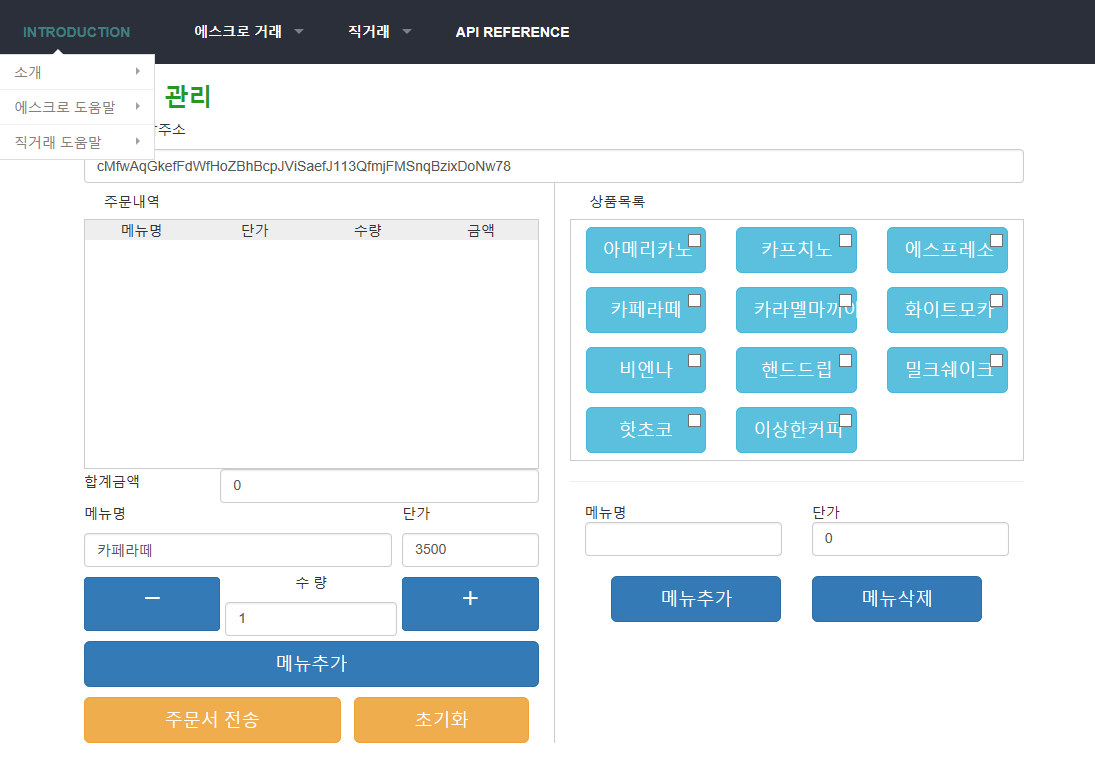 INTRODUCTION 에스크로 거래 직거래 API REFERENCE
소개
에스크로 도움말
직거래 도움말
관리
주소
cMfwAqGkefFdWfHoZBhBcpJViSaefJ113QfmjFMSnqBzixDoNw78
주문내역
메뉴명 단가 수량 금액
합계금액 0
메뉴명 단가
카페라떼 3500
− 수 량 +
1
메뉴추가
주문서 전송 초기화
상품목록
아메리카노 카프치노 에스프레소
카페라떼 카라멜마끼아 화이트모카
비엔나 핸드드립 밀크쉐이크
핫초코 이상한커피
메뉴명 단가
0
메뉴추가 메뉴삭제